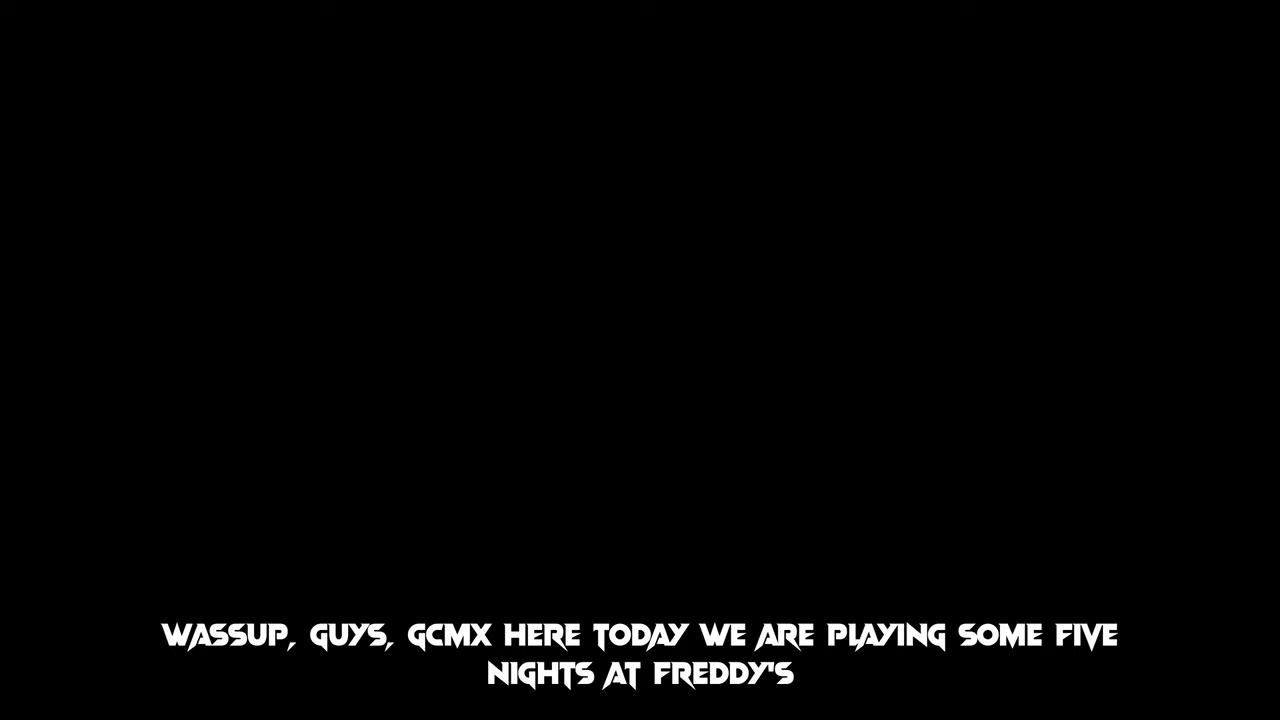 WASSUP, GUYS, GCMX HERE TODAY WE ARE PLAYING SOME FIVE
NIGHTS AT FREDDY'S